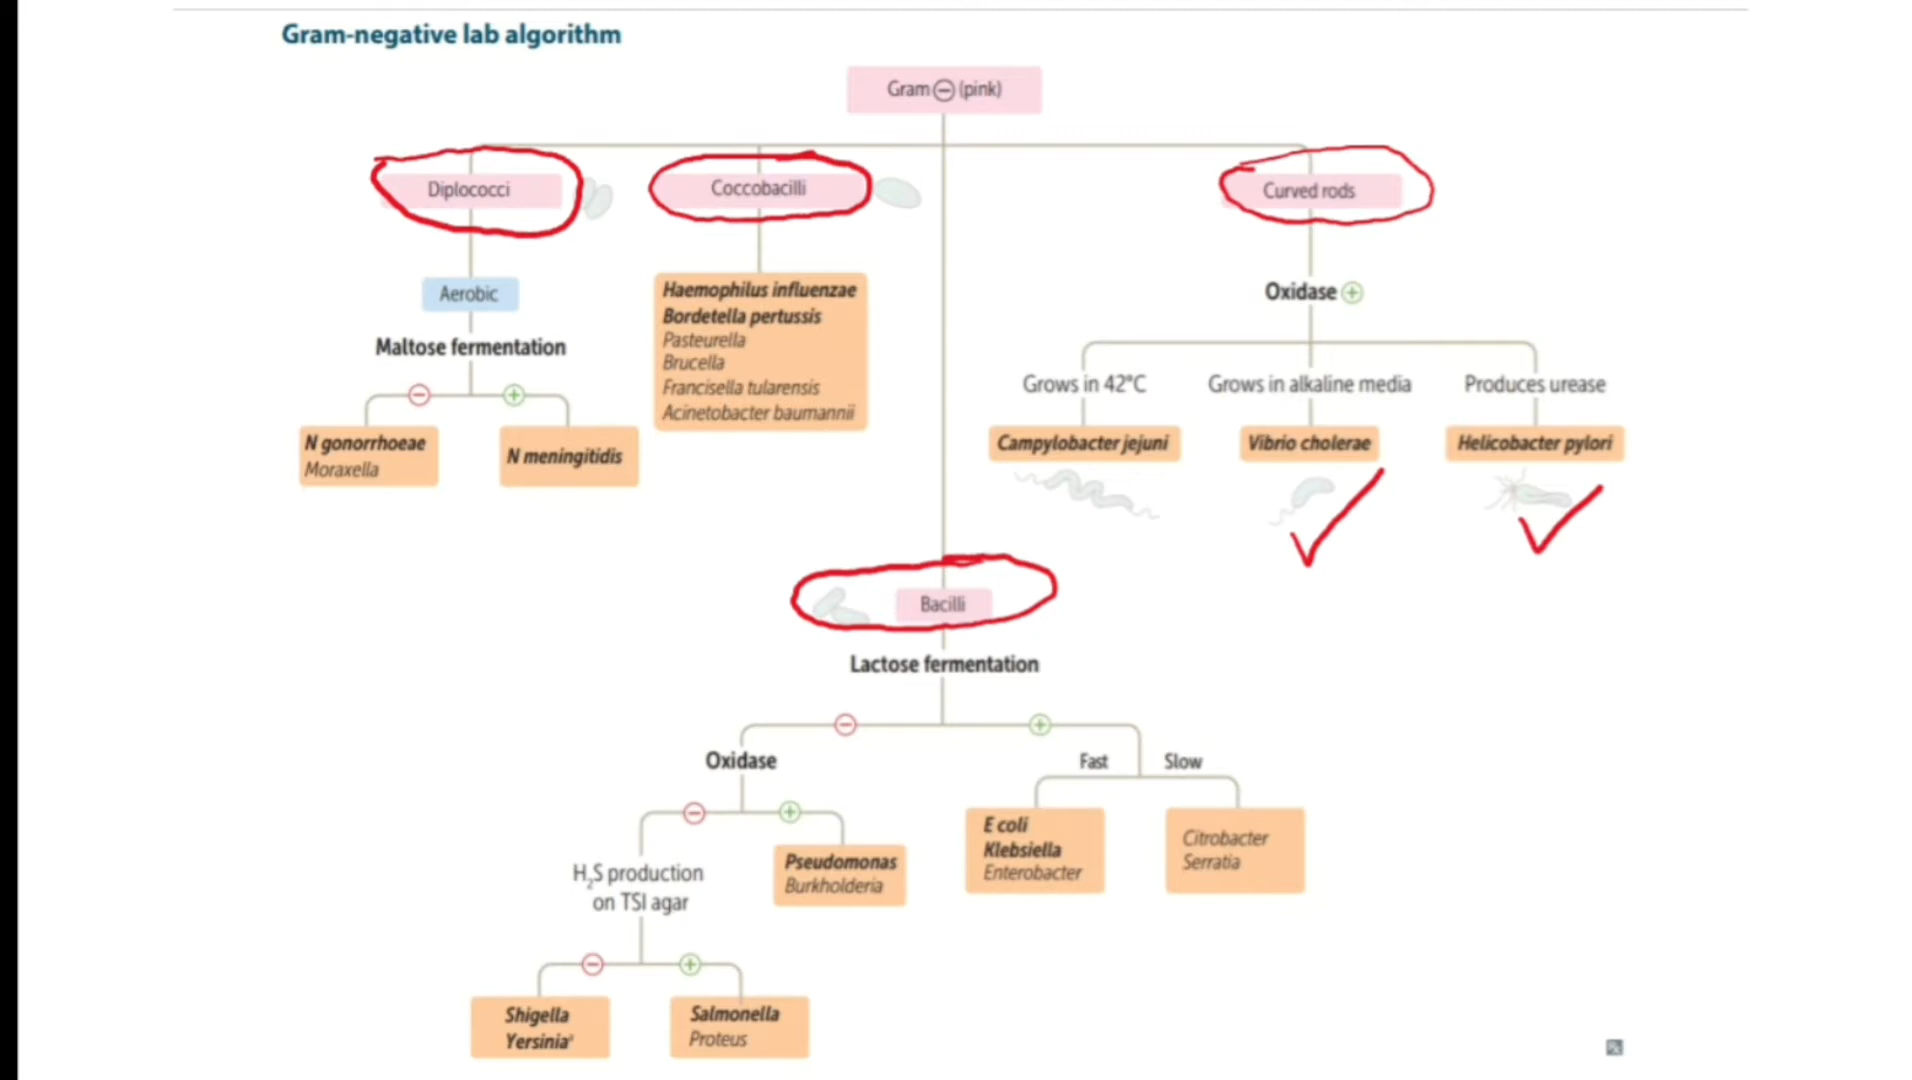 Gram-negative lab algorithm
Gram ⊖ (pink)
Diplococci
Coccobacilli
Curved rods
Aerobic
Maltose fermentation
⊖ ⊕
N gonorrhoeae
Moraxella
N meningitidis
Haemophilus influenzae
Bordetella pertussis
Pasteurella
Brucella
Francisella tularensis
Acinetobacter baumannii
Oxidase ⊕
Grows in 42°C
Grows in alkaline media
Produces urease
Campylobacter jejuni
Vibrio cholerae
Helicobacter pylori
Bacilli
Lactose fermentation
⊖ ⊕
Oxidase
Fast
Slow
⊖ ⊕
E coli
Klebsiella
Enterobacter
Citrobacter
Serratia
Pseudomonas
Burkholderia
H₂S production
on TSI agar
⊖ ⊕
Shigella
Yersinia
Salmonella
Proteus